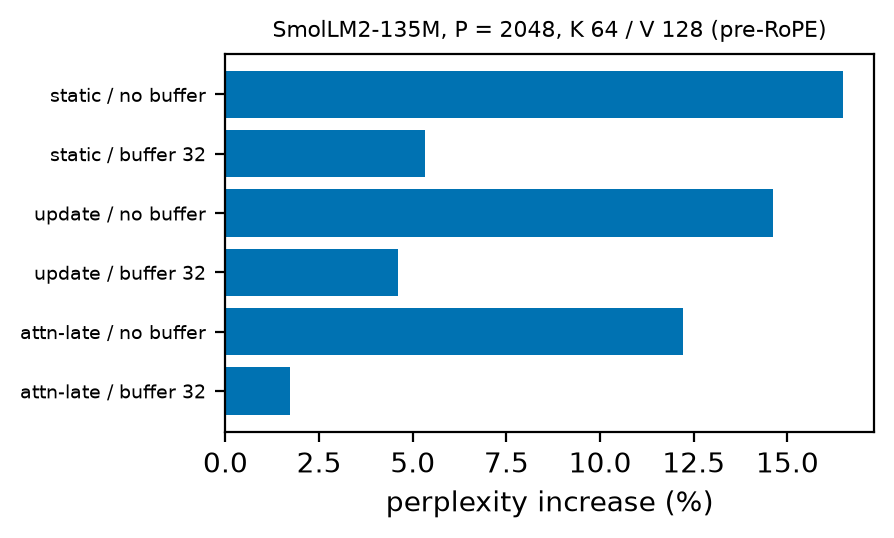 SmolLM2-135M, P = 2048, K 64 / V 128 (pre-RoPE)
static / no buffer
static / buffer 32
update / no buffer
update / buffer 32
attn-late / no buffer
attn-late / buffer 32
0.0 2.5 5.0 7.5 10.0 12.5 15.0
perplexity increase (%)